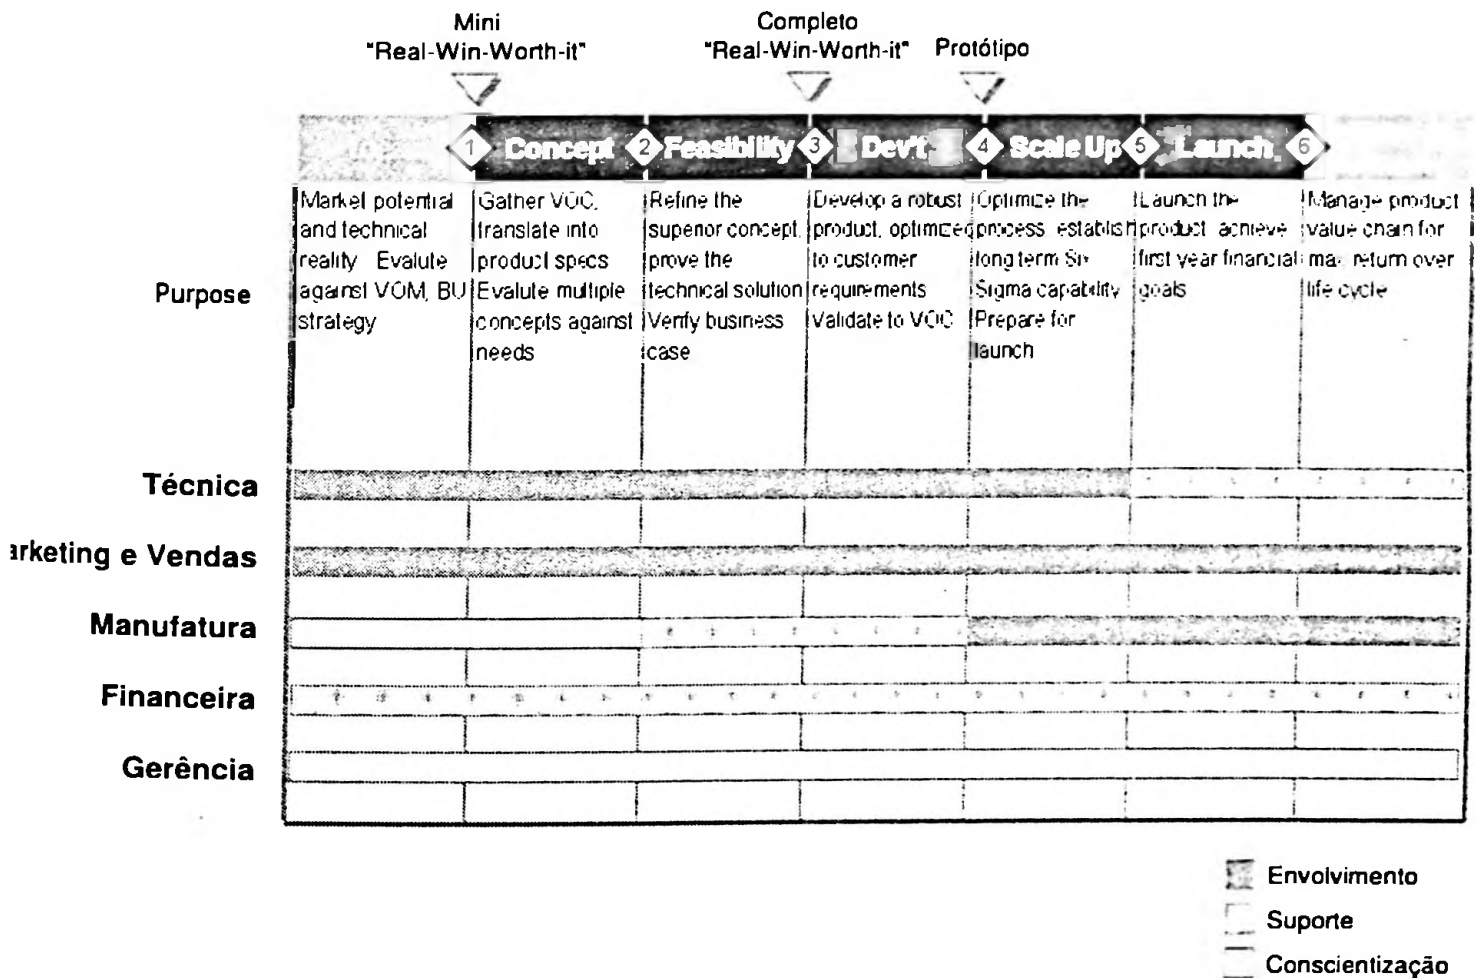 Mini
"Real-Win-Worth-it"
Completo
"Real-Win-Worth-it"
Protótipo
1 Concept 2 Feasibility 3 Dev't 4 Scale Up 5 Launch 6
Purpose
Market potential
and technical
reality Evalute
against VOM, BU
strategy
Gather VOC,
translate into
product specs
Evalute multiple
concepts against
needs
Refine the
superior concept,
prove the
technical solution
Verify business
case
Develop a robust
product, optimized
to customer
requirements
Validate to VOC
Optimize the
process establish
long term Six
Sigma capability
Prepare for
launch
Launch the
product achieve
first year financial
goals
Manage product
value chain for
max return over
life cycle
Técnica
arketing e Vendas
Manufatura
Financeira
Gerência
Envolvimento
Suporte
Conscientização